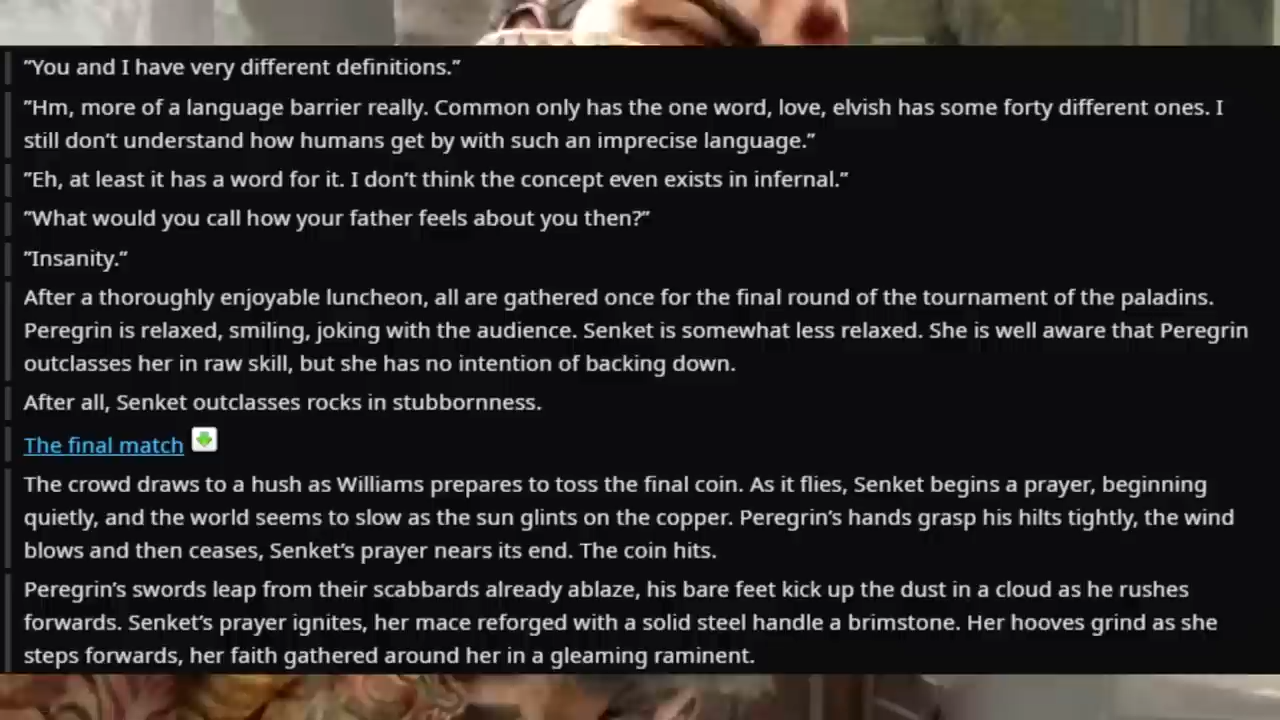 "You and I have very different definitions."
"Hm, more of a language barrier really. Common only has the one word, love, elvish has some forty different ones. I
still don't understand how humans get by with such an imprecise language."
"Eh, at least it has a word for it. I don't think the concept even exists in infernal."
"What would you call how your father feels about you then?"
"Insanity."
After a thoroughly enjoyable luncheon, all are gathered once for the final round of the tournament of the paladins.
Peregrin is relaxed, smiling, joking with the audience. Senket is somewhat less relaxed. She is well aware that Peregrin
outclasses her in raw skill, but she has no intention of backing down.
After all, Senket outclasses rocks in stubbornness.
The final match
The crowd draws to a hush as Williams prepares to toss the final coin. As it flies, Senket begins a prayer, beginning
quietly, and the world seems to slow as the sun glints on the copper. Peregrin's hands grasp his hilts tightly, the wind
blows and then ceases, Senket's prayer nears its end. The coin hits.
Peregrin's swords leap from their scabbards already ablaze, his bare feet kick up the dust in a cloud as he rushes
forwards. Senket's prayer ignites, her mace reforged with a solid steel handle a brimstone. Her hooves grind as she
steps forwards, her faith gathered around her in a gleaming raminent.